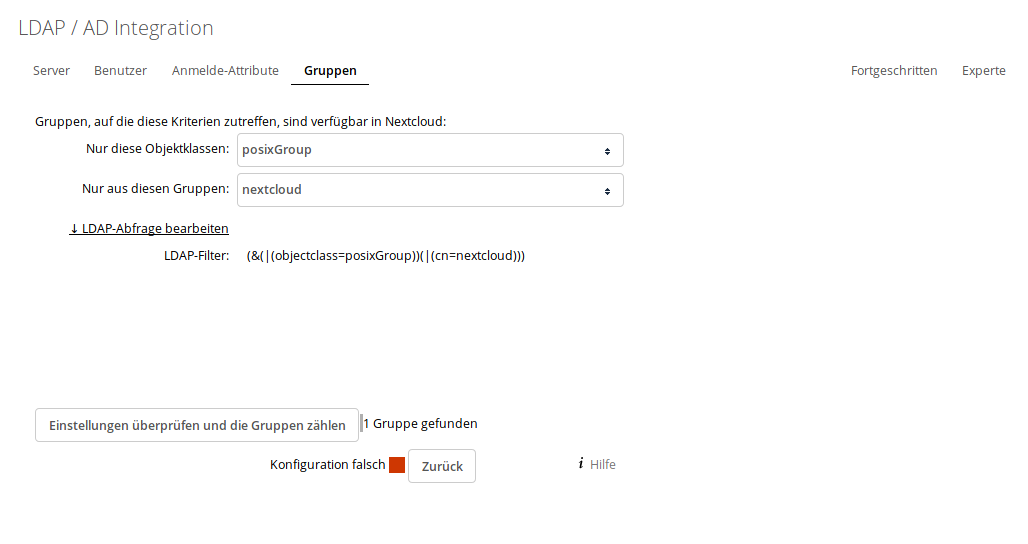 LDAP / AD Integration
Server Benutzer Anmelde-Attribute Gruppen Fortgeschritten Experte
Gruppen, auf die diese Kriterien zutreffen, sind verfügbar in Nextcloud:
Nur diese Objektklassen: posixGroup
Nur aus diesen Gruppen: nextcloud
↓ LDAP-Abfrage bearbeiten
LDAP-Filter: (&(|(objectclass=posixGroup))(|(cn=nextcloud)))
Einstellungen überprüfen und die Gruppen zählen 1 Gruppe gefunden
Konfiguration falsch Zurück i Hilfe